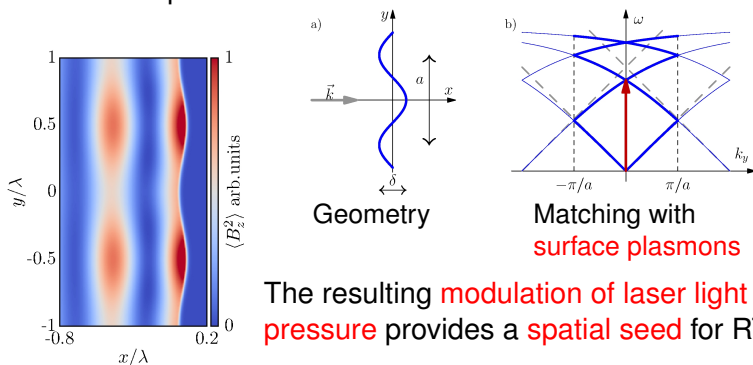 a)
y
a
k
x
δ
Geometry
b)
ω
k_y
−π/a
π/a
Matching with
surface plasmons
1
0.5
0
-0.5
-1
y/λ
-0.8
0.2
x/λ
1
0
⟨B_z^2⟩ arb.units
The resulting modulation of laser light
pressure provides a spatial seed for R